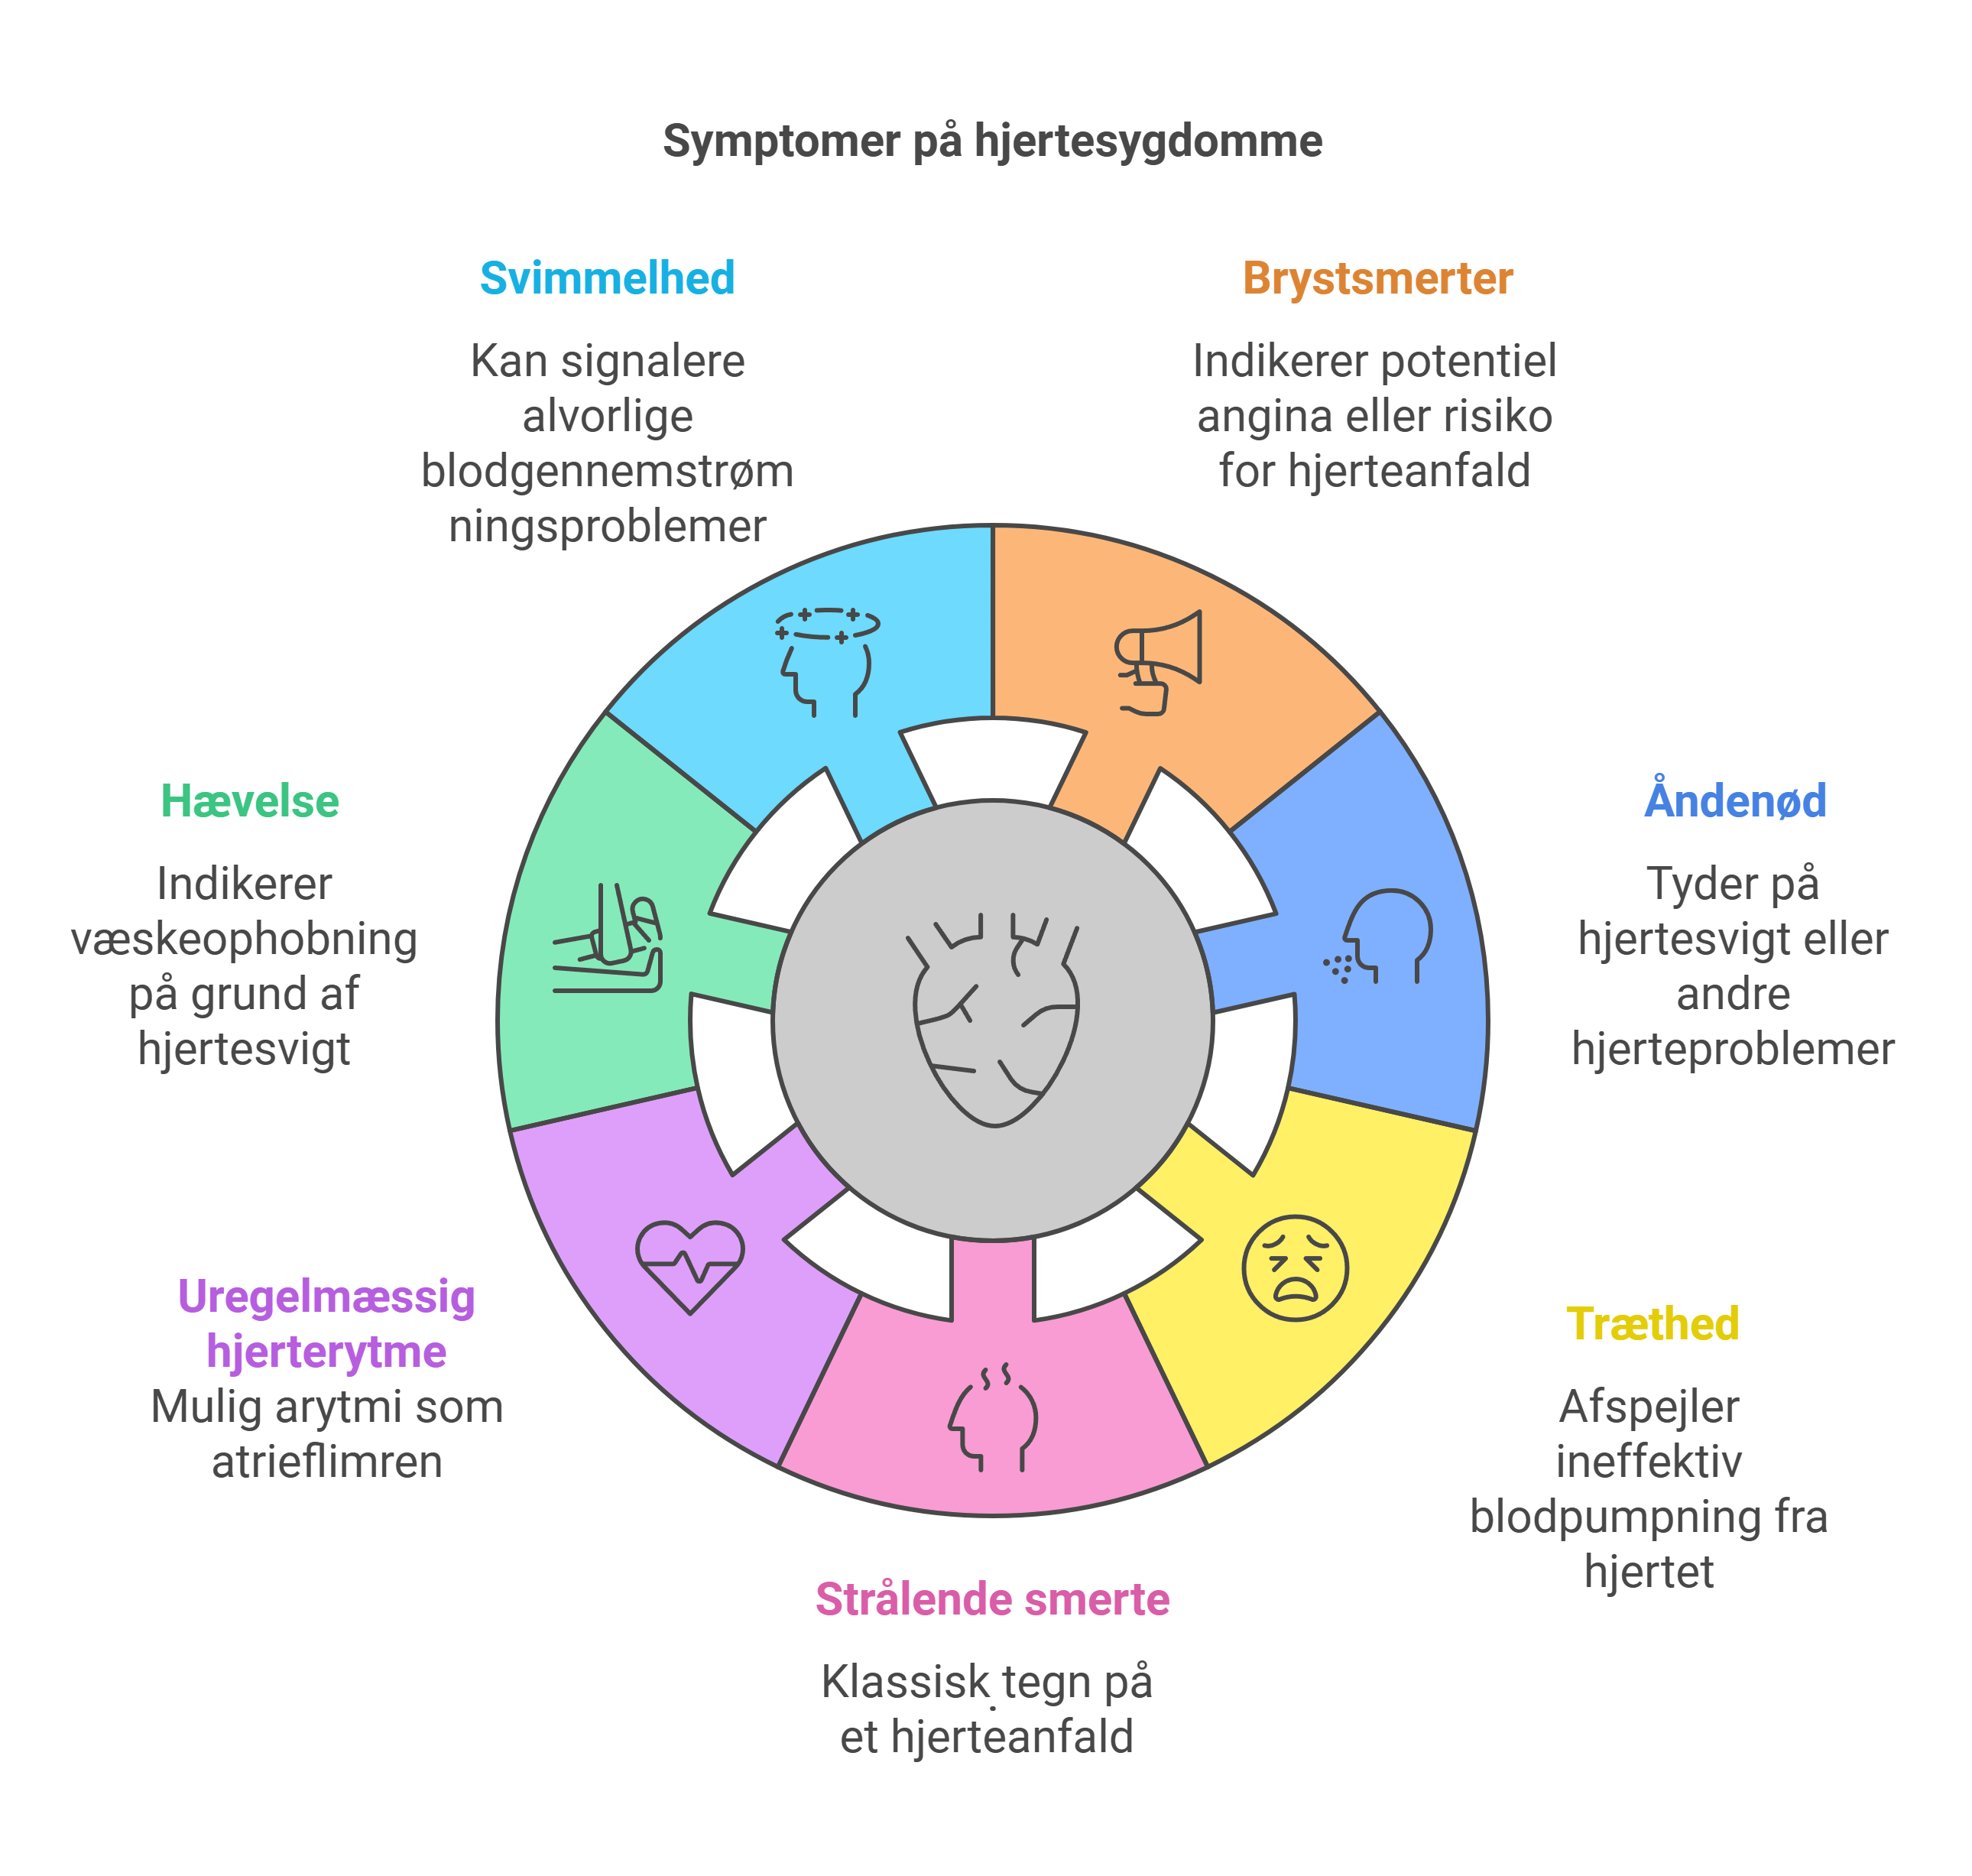 Symptomer på hjertesygdomme
Svimmelhed
Kan signalere
alvorlige
blodgennemstrøm
ningsproblemer
Brystsmerter
Indikerer potentiel
angina eller risiko
for hjerteanfald
Hævelse
Indikerer
væskeophobning
på grund af
hjertesvigt
Åndenød
Tyder på
hjertesvigt eller
andre
hjerteproblemer
Uregelmæssig
hjerterytme
Mulig arytmi som
atrieflimren
Træthed
Afspejler
ineffektiv
blodpumpning fra
hjertet
Strålende smerte
Klassisk tegn på
et hjerteanfald